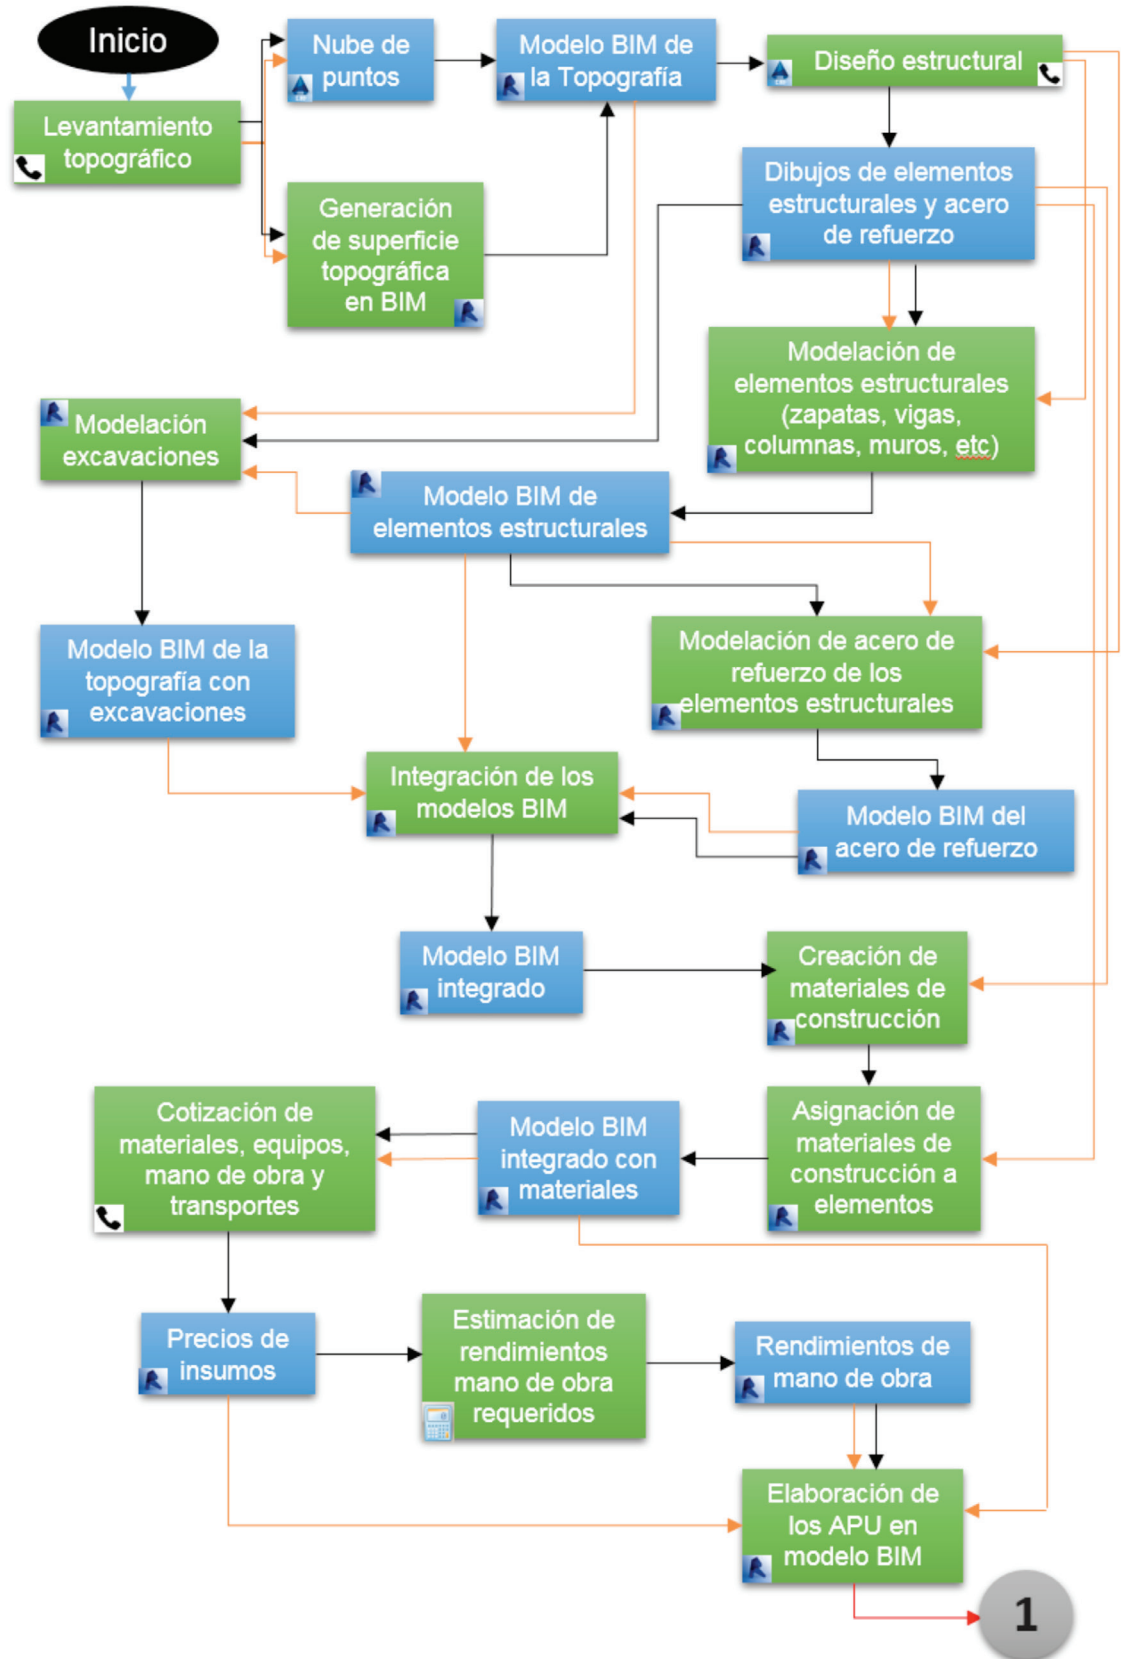 Inicio
Nube de
puntos
Modelo BIM de
la Topografía
Diseño estructural
Levantamiento
topográfico
Generación
de superficie
topográfica
en BIM
Dibujos de elementos
estructurales y acero
de refuerzo
Modelación de
elementos estructurales
(zapatas, vigas,
columnas, muros, etc)
Modelación
excavaciones
Modelo BIM de
elementos estructurales
Modelo BIM de la
topografía con
excavaciones
Modelación de acero de
refuerzo de los
elementos estructurales
Integración de los
modelos BIM
Modelo BIM del
acero de refuerzo
Modelo BIM
integrado
Creación de
materiales de
construcción
Cotización de
materiales, equipos,
mano de obra y
transportes
Modelo BIM
integrado con
materiales
Asignación de
materiales de
construcción a
elementos
Precios de
insumos
Estimación de
rendimientos
mano de obra
requeridos
Rendimientos de
mano de obra
Elaboración de
los APU en
modelo BIM
1